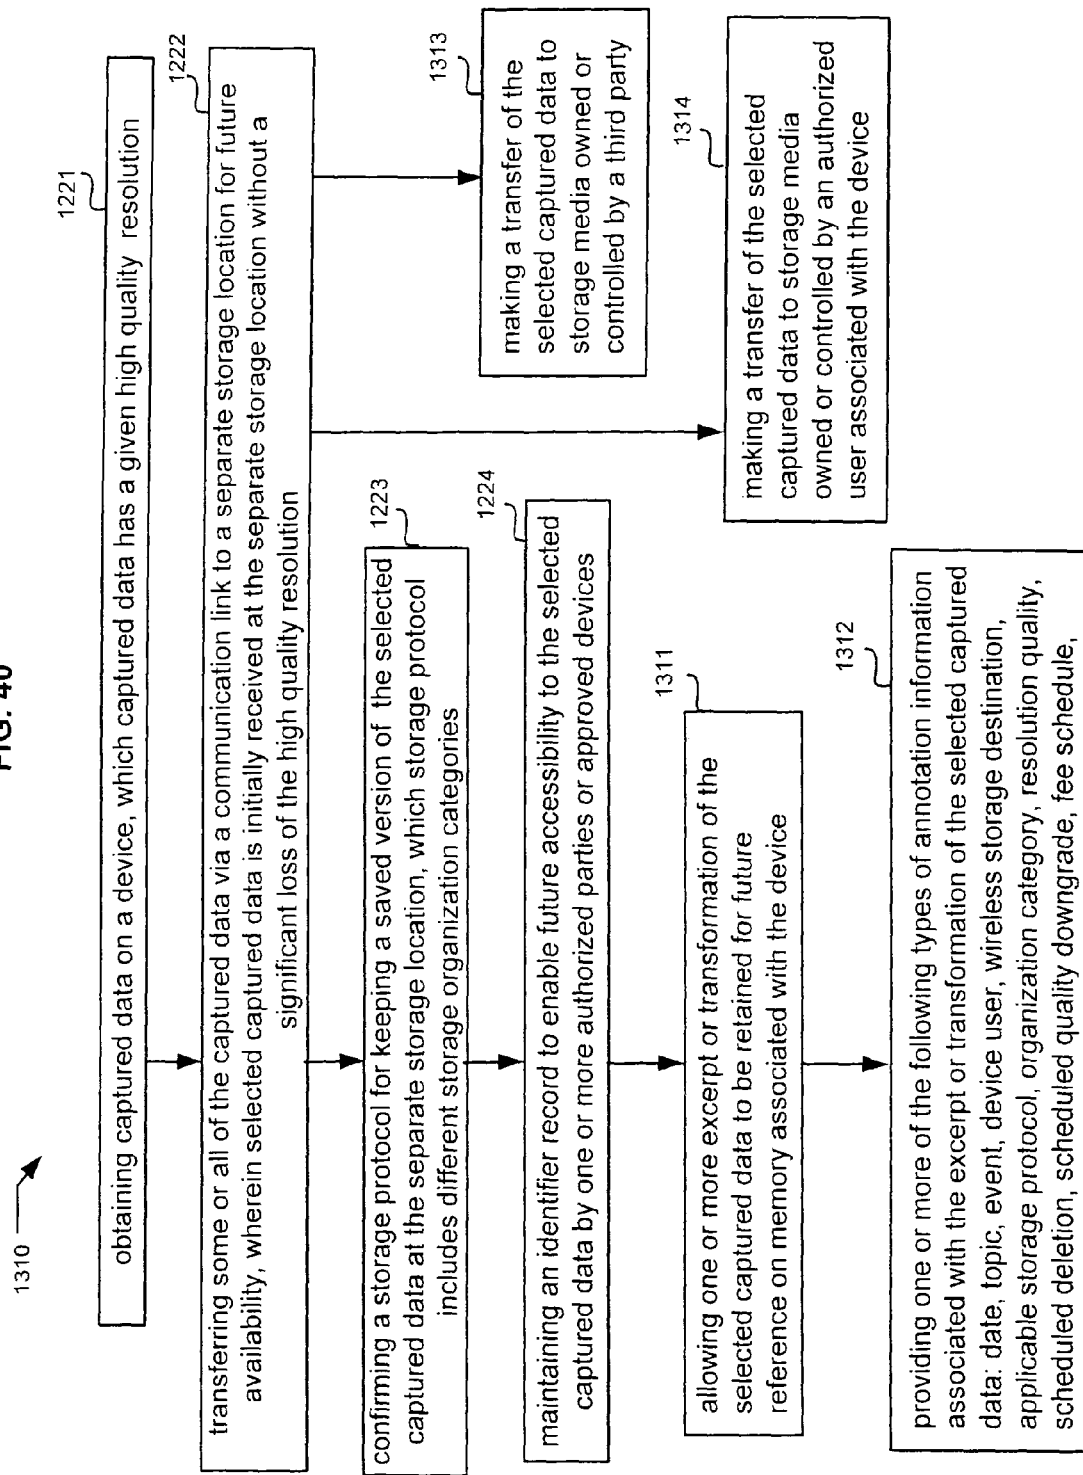 FIG. 40
1310
1221
obtaining captured data on a device, which captured data has a given high quality resolution
1222
transferring some or all of the captured data via a communication link to a separate storage location for future
availability, wherein selected captured data is initially received at the separate storage location without a
significant loss of the high quality resolution
1223
confirming a storage protocol for keeping a saved version of the selected
captured data at the separate storage location, which storage protocol
includes different storage organization categories
1224
maintaining an identifier record to enable future accessibility to the selected
captured data by one or more authorized parties or approved devices
1311
allowing one or more excerpt or transformation of the
selected captured data to be retained for future
reference on memory associated with the device
1312
providing one or more of the following types of annotation information
associated with the excerpt or transformation of the selected captured
data: date, topic, event, device user, wireless storage destination,
applicable storage protocol, organization category, resolution quality,
scheduled deletion, scheduled quality downgrade, fee schedule,
1313
making a transfer of the
selected captured data to
storage media owned or
controlled by a third party
1314
making a transfer of the selected
captured data to storage media
owned or controlled by an authorized
user associated with the device